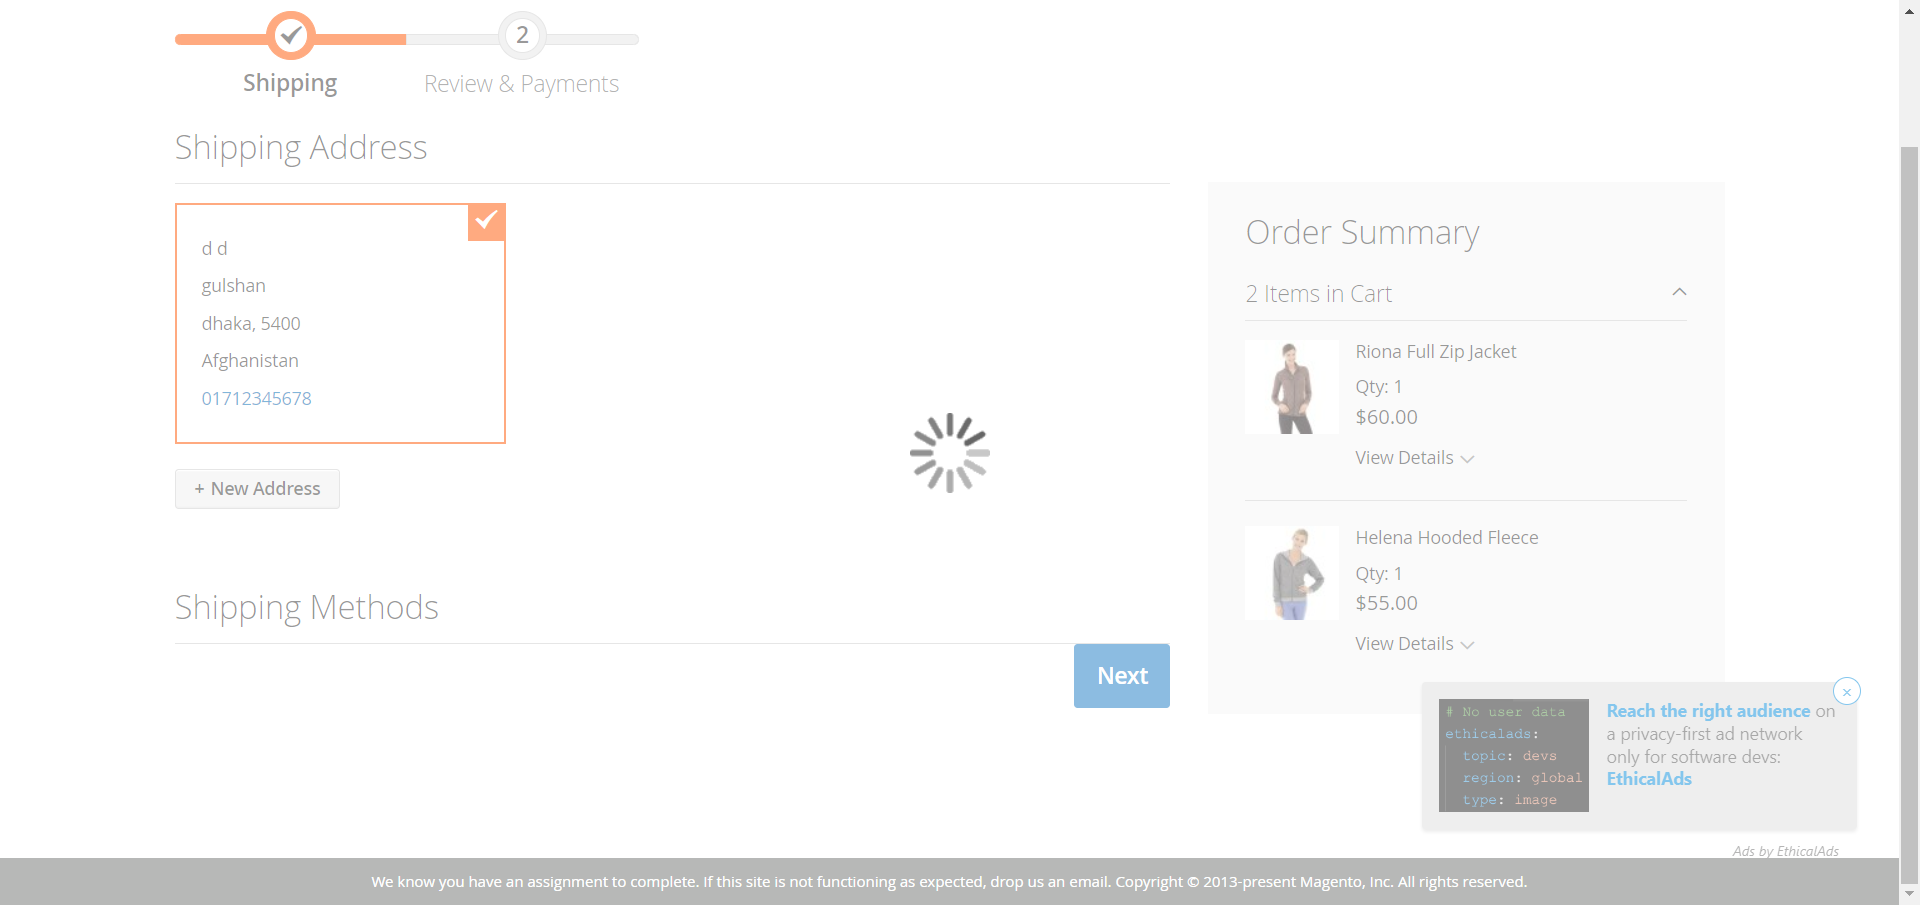 2
Shipping
Review & Payments
Shipping Address
d d
gulshan
dhaka, 5400
Afghanistan
01712345678
+ New Address
Shipping Methods
Next
Order Summary
2 Items in Cart
Riona Full Zip Jacket
Qty: 1
$60.00
View Details
Helena Hooded Fleece
Qty: 1
$55.00
View Details
# No user data
ethicalads:
topic: devs
region: global
type: image
Reach the right audience on
a privacy-first ad network
only for software devs:
EthicalAds
Ads by EthicalAds
We know you have an assignment to complete. If this site is not functioning as expected, drop us an email. Copyright © 2013-present Magento, Inc. All rights reserved.